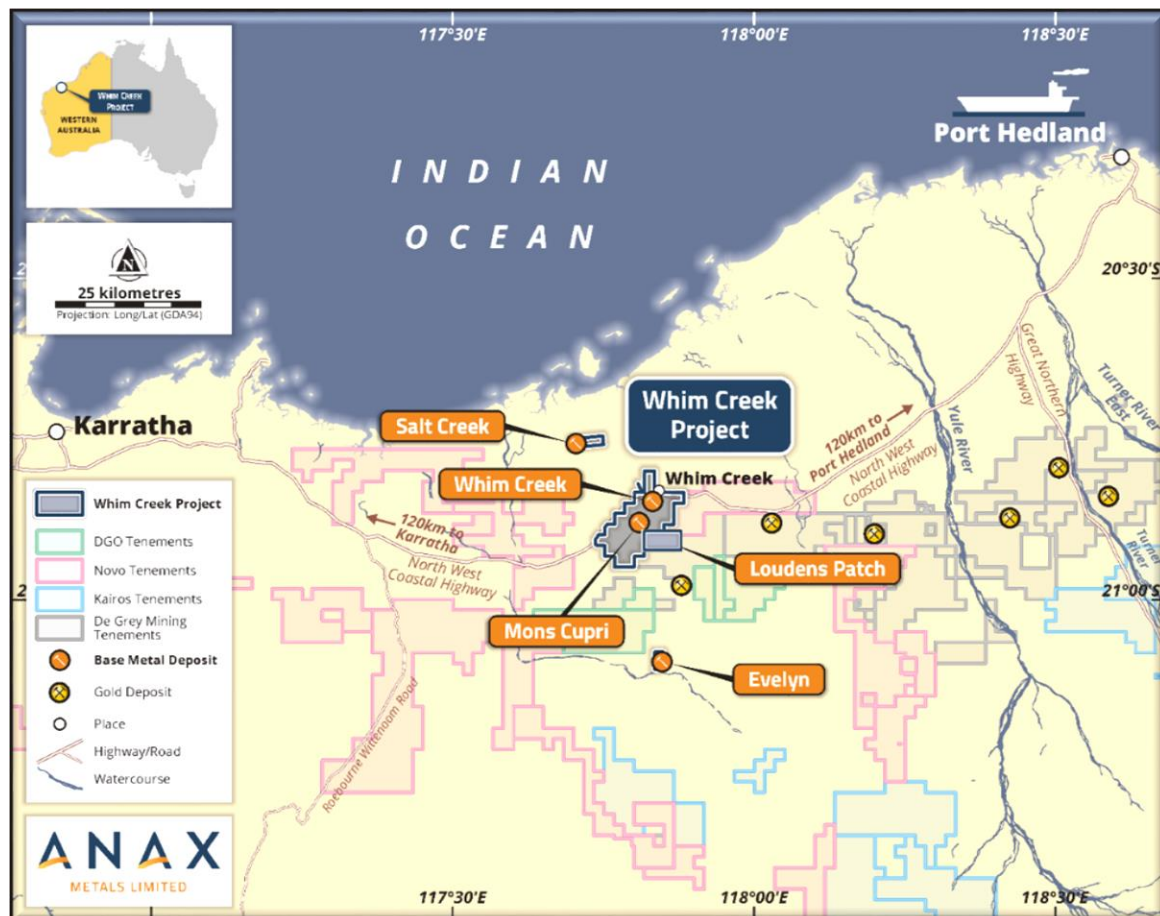 117°30'E
118°00'E
118°30'E
WHIM CREEK
PROJECT
WESTERN
AUSTRALIA
INDIAN
OCEAN
Port Hedland
N
25 kilometres
Projection: Long/Lat (GDA94)
20°30'S
Great Northern
Highway
Turner River
East
Karratha
Salt Creek
Whim Creek
Project
Whim Creek
Whim Creek
120km to
Port Hedland
North West
Coastal Highway
Yule River
Turner
River
120km to
Karratha
North West
Coastal Highway
Loudens Patch
21°00'S
Mons Cupri
Evelyn
Roebourne Wittenoom Road
Whim Creek Project
DGO Tenements
Novo Tenements
Kairos Tenements
De Grey Mining
Tenements
Base Metal Deposit
Gold Deposit
Place
Highway/Road
Watercourse
ANAX
METALS LIMITED
117°30'E
118°00'E
118°30'E